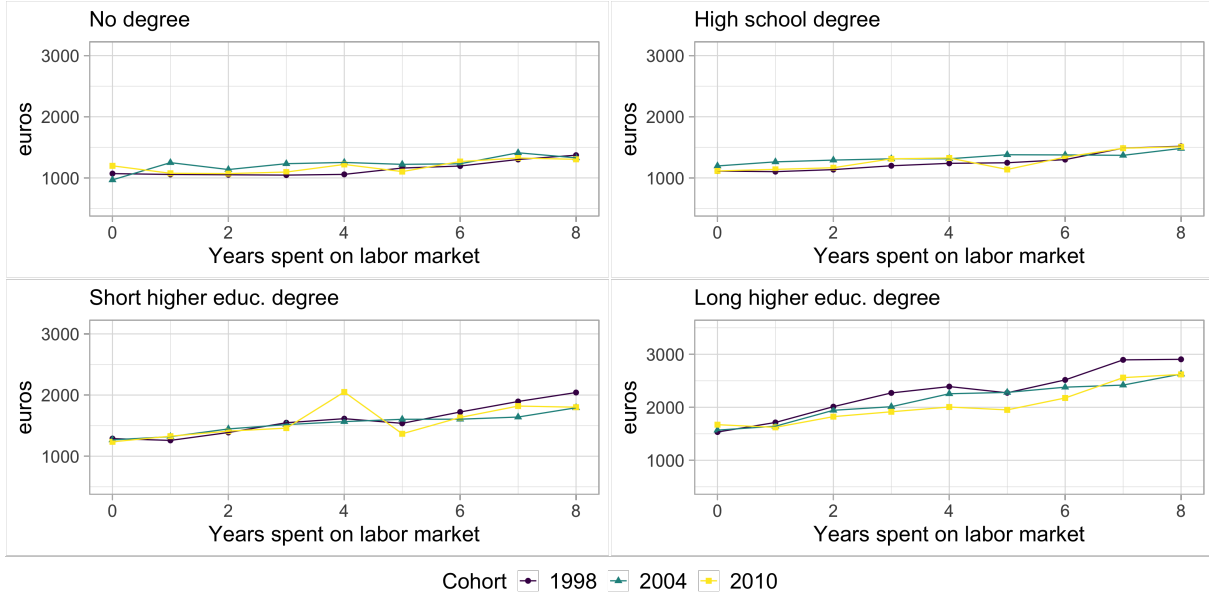 No degree
3000
2000
1000
euros
0 2 4 6 8
Years spent on labor market
High school degree
3000
2000
1000
euros
0 2 4 6 8
Years spent on labor market
Short higher educ. degree
3000
2000
1000
euros
0 2 4 6 8
Years spent on labor market
Long higher educ. degree
3000
2000
1000
euros
0 2 4 6 8
Years spent on labor market
Cohort 1998 2004 2010